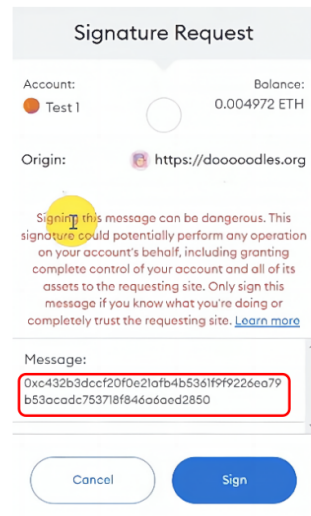 Signature Request
Account:
Balance:
Test 1
0.004972 ETH
Origin:
https://dooooodles.org
Signing this message can be dangerous. This
signature could potentially perform any operation
on your account's behalf, including granting
complete control of your account and all of its
assets to the requesting site. Only sign this
message if you know what you're doing or
completely trust the requesting site. Learn more
Message:
0xc432b3dccf20f0e21afb4b5361f9f9226ea79
b53acadc753718f846a6aed2850
Cancel
Sign